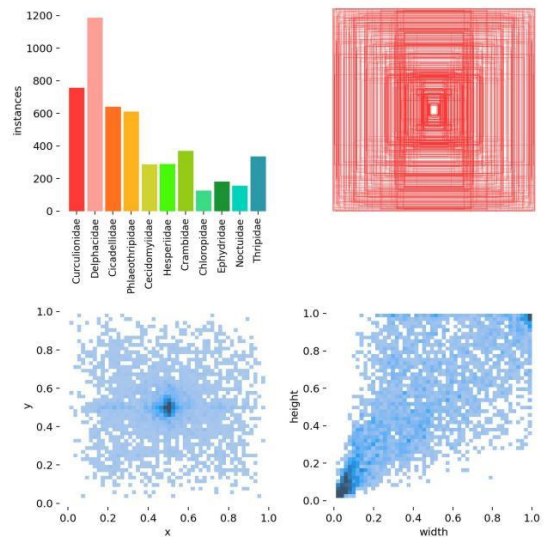 1200
1000
800
600
400
200
0
instances
Curculionidae
Delphacidae
Cicadellidae
Phlaeothripidae
Cecidomyiidae
Hesperiidae
Crambidae
Chloropidae
Ephydridae
Noctuidae
Thripidae
1.0
0.8
0.6
0.4
0.2
0.0
y
0.0 0.2 0.4 0.6 0.8 1.0
x
1.0
0.8
0.6
0.4
0.2
0.0
height
0.0 0.2 0.4 0.6 0.8 1.0
width